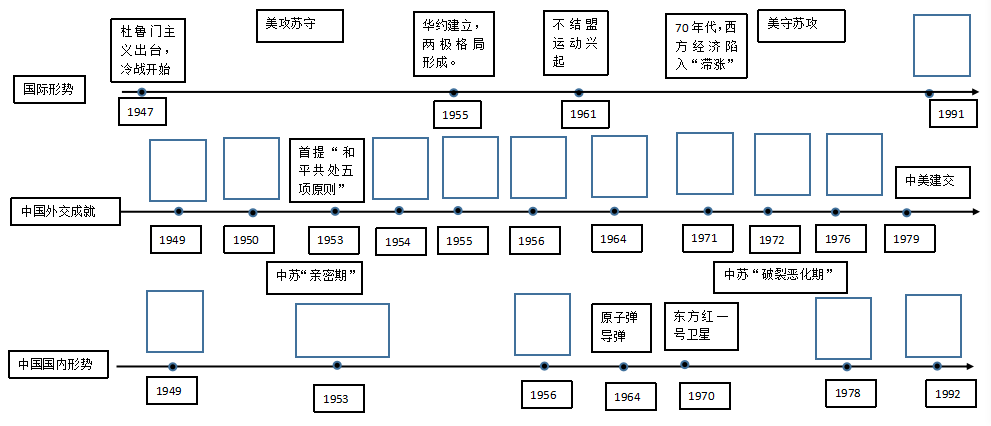 美攻苏守
杜鲁门主
义出台，
冷战开始
华约建立，
两极格局
形成。
不结盟
运动兴
起
70年代，西
方经济陷
入“滞涨”
美守苏攻
国际形势
1947
1955
1961
1991
首提“和
平共处五
项原则”
中美建交
中国外交成就
1949
1950
1953
1954
1955
1956
1964
1971
1972
1976
1979
中苏“亲密期”
中苏“破裂恶化期”
原子弹
导弹
东方红一
号卫星
中国国内形势
1949
1953
1956
1964
1970
1978
1992